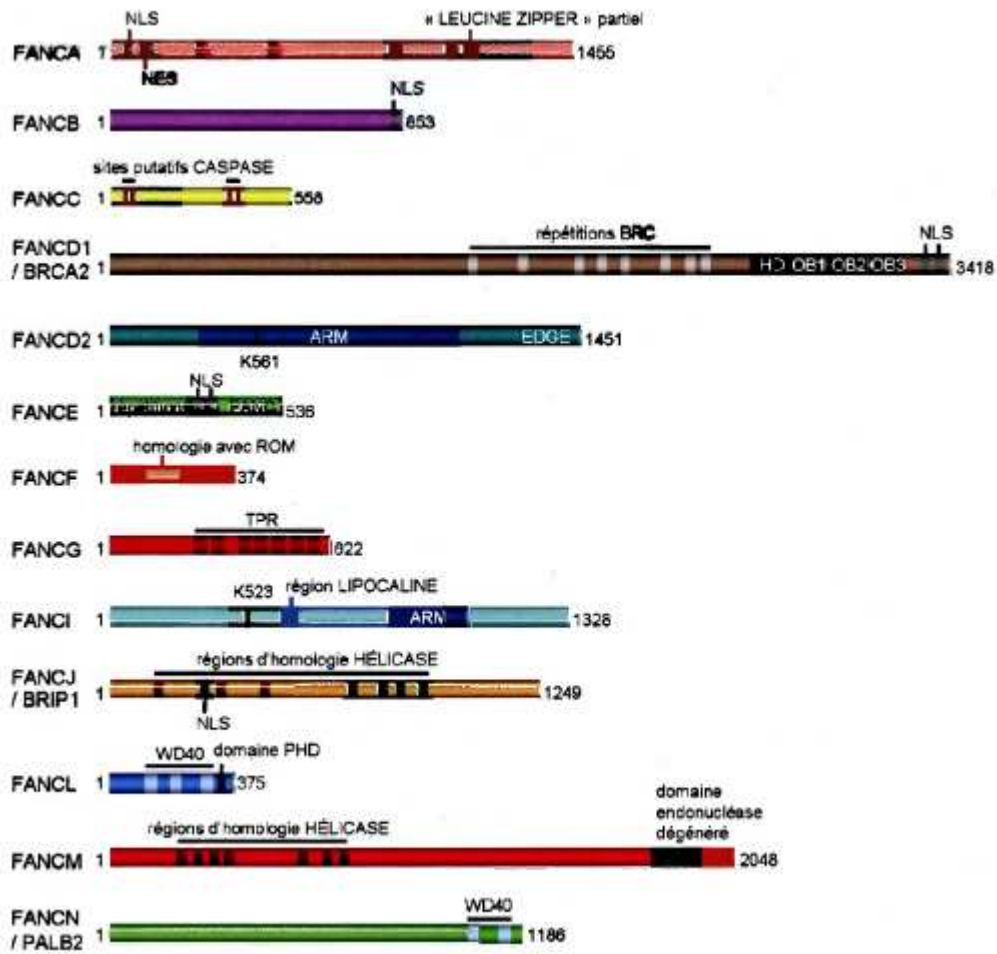 NLS « LEUCINE ZIPPER » partiel
FANCA 1 1455
NES
NLS
FANCB 1 853
sites putatifs CASPASE
FANCC 1 558
FANCD1 répétitions BRC NLS
/ BRCA2 1 HD OB1 OB2 OB3 3418
FANCD2 1 ARM EDGE 1451
K561
NLS
FANCE 1 répétitions FANC 536
homologie avec ROM
FANCF 1 374
TPR
FANCG 1 622
K523 région LIPOCALINE
FANCI 1 ARM 1328
régions d'homologie HÉLICASE
FANCJ
/ BRIP1 1 1249
NLS
WD40 domaine PHD
FANCL 1 375
domaine
endonucléase
régions d'homologie HÉLICASE dégénéré
FANCM 1 2048
WD40
FANCN
/ PALB2 1 1186